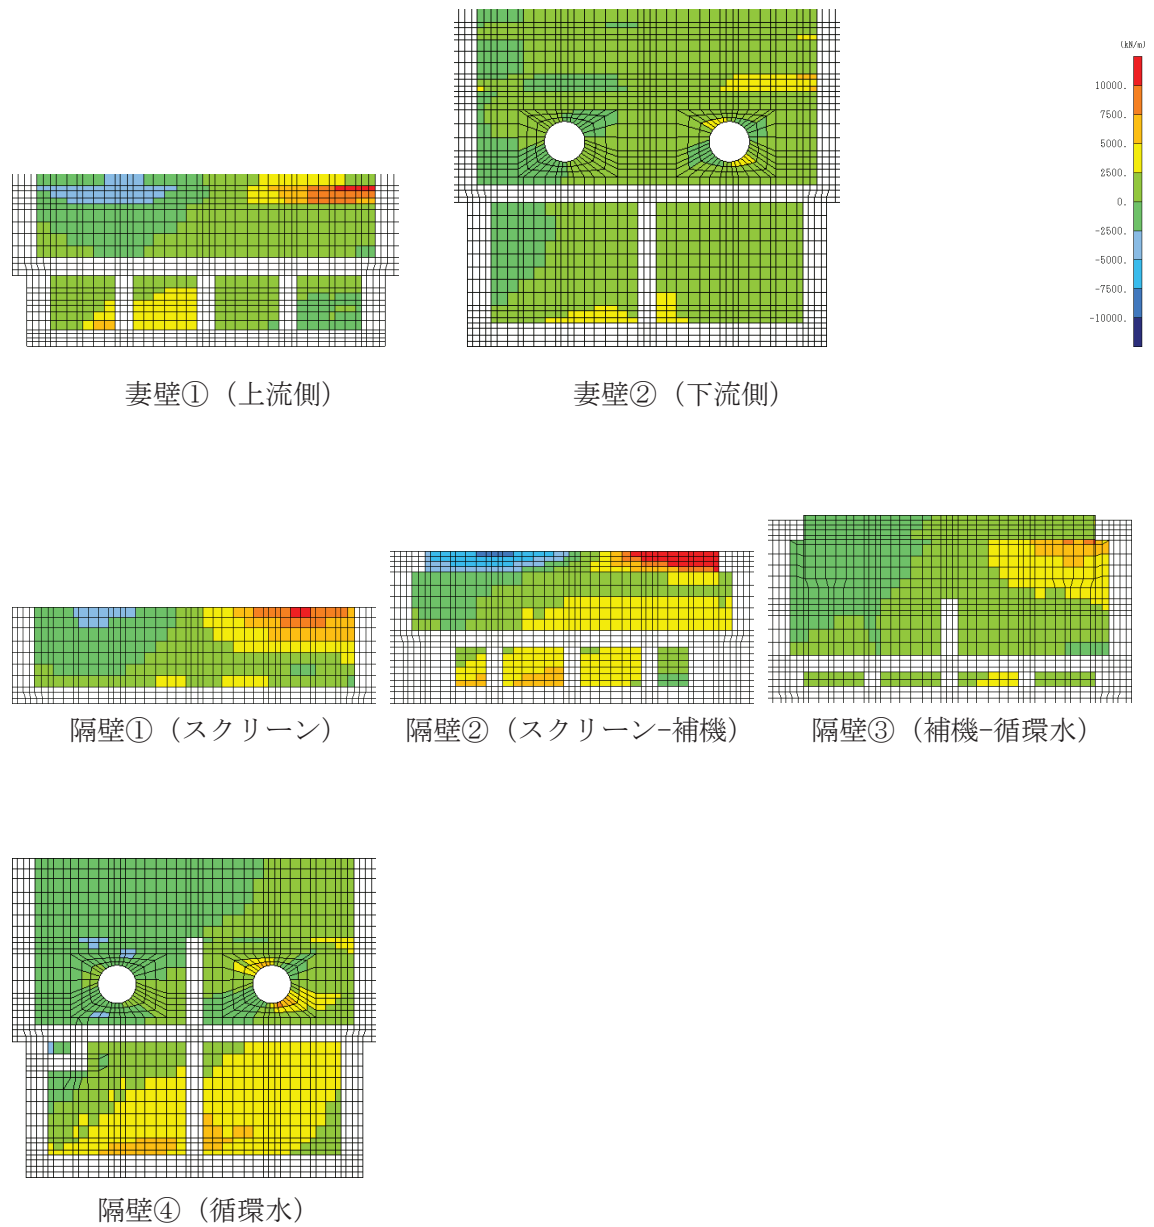 (kN/m)
10000.
7500.
5000.
2500.
0.
-2500.
-5000.
-7500.
-10000.
妻壁①（上流側）
妻壁②（下流側）
隔壁①（スクリーン）
隔壁②（スクリーン-補機）
隔壁③（補機-循環水）
隔壁④（循環水）